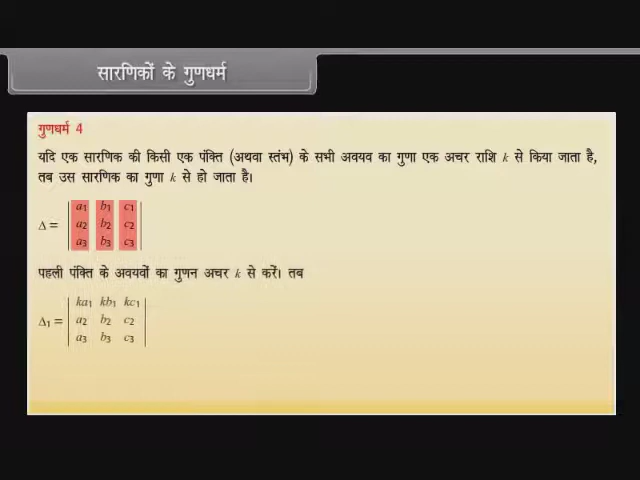 सारणिकों के गुणधर्म
गुणधर्म 4
यदि एक सारणिक की किसी एक पंक्ति (अथवा स्तंभ) के सभी अवयव का गुणा एक अचर राशि k से किया जाता है,
तब उस सारणिक का गुणा k से हो जाता है।
a₁ b₁ c₁
Δ = a₂ b₂ c₂
a₃ b₃ c₃
पहली पंक्ति के अवयवों का गुणन अचर k से करें। तब
ka₁ kb₁ kc₁
Δ₁ = a₂ b₂ c₂
a₃ b₃ c₃